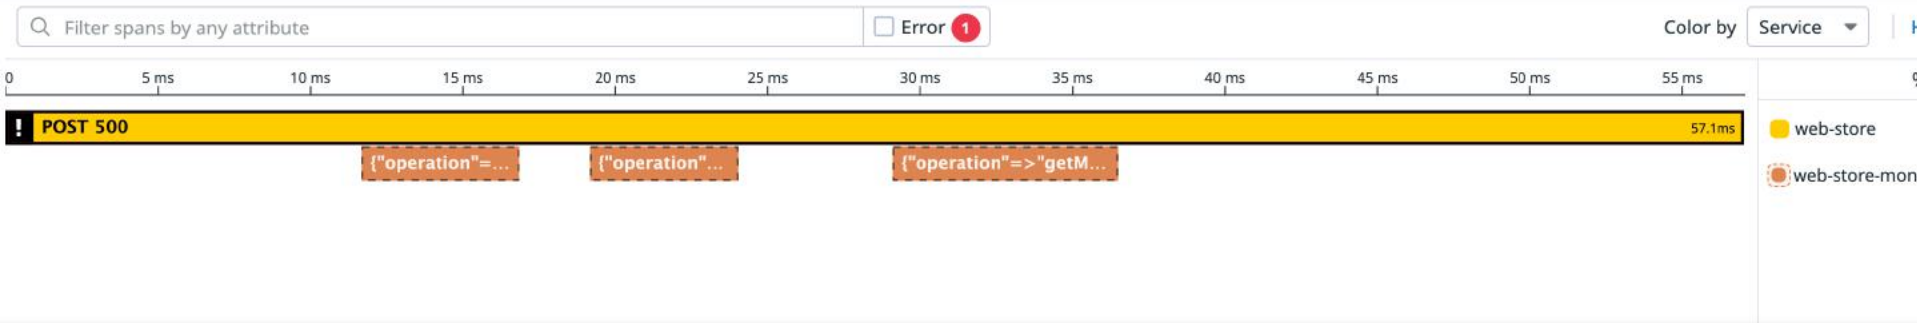 Filter spans by any attribute
Error 1
Color by Service
0 5 ms 10 ms 15 ms 20 ms 25 ms 30 ms 35 ms 40 ms 45 ms 50 ms 55 ms
! POST 500 57.1ms
web-store
{"operation"=... {"operation"... {"operation"=>"getM...
web-store-mon